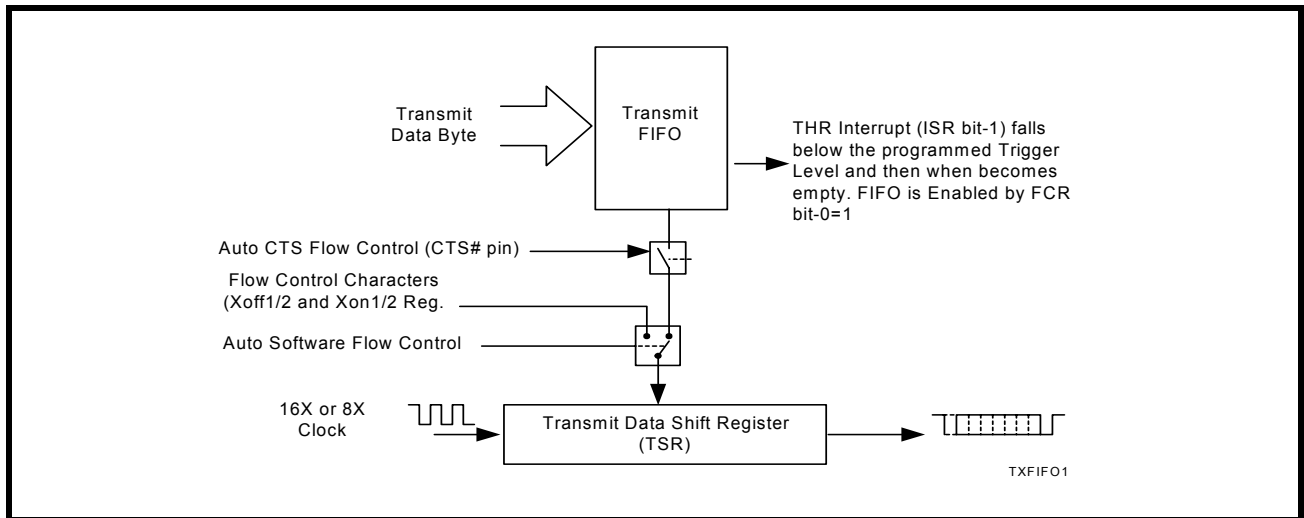 Transmit
Data Byte
Transmit
FIFO
THR Interrupt (ISR bit-1) falls
below the programmed Trigger
Level and then when becomes
empty. FIFO is Enabled by FCR
bit-0=1
Auto CTS Flow Control (CTS# pin)
Flow Control Characters
(Xoff1/2 and Xon1/2 Reg.
Auto Software Flow Control
16X or 8X
Clock
Transmit Data Shift Register
(TSR)
TXFIFO1